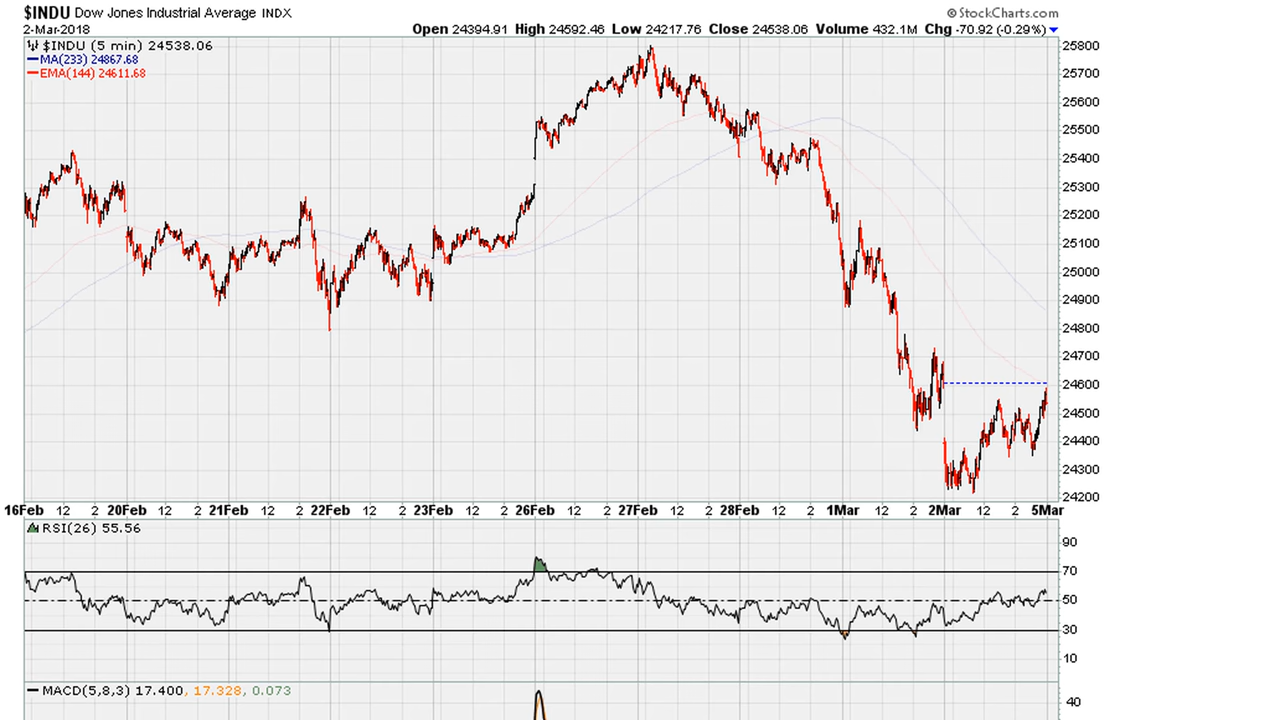 $INDU Dow Jones Industrial Average INDX
© StockCharts.com
2-Mar-2018
Open 24394.91 High 24592.46 Low 24217.76 Close 24538.06 Volume 432.1M Chg -70.92 (-0.29%)
$INDU (5 min) 24538.06
MA(233) 24867.68
EMA(144) 24611.68
25800
25700
25600
25500
25400
25300
25200
25100
25000
24900
24800
24700
24600
24500
24400
24300
24200
16Feb 12 2 20Feb 12 2 21Feb 12 2 22Feb 12 2 23Feb 12 2 26Feb 12 2 27Feb 12 2 28Feb 12 2 1Mar 12 2 2Mar 12 2 5Mar
RSI(26) 55.56
90
70
50
30
10
MACD(5,8,3) 17.400, 17.328, 0.073
40